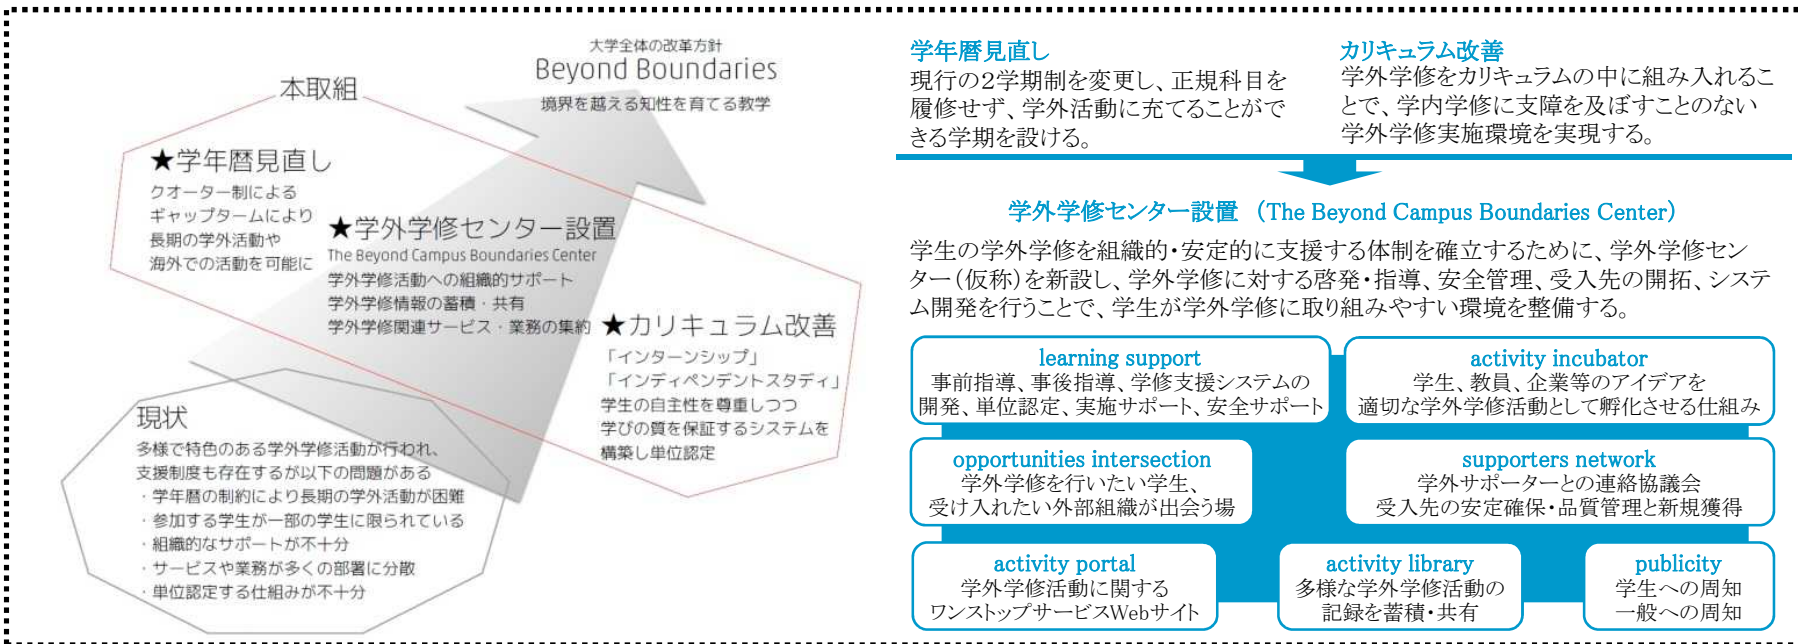 大学全体の改革方針
Beyond Boundaries
境界を越える知性を育てる教学
本取組
★学年暦見直し
クオーター制による
ギャップタームにより
長期の学外活動や
海外での活動を可能に
★学外学修センター設置
The Beyond Campus Boundaries Center
学外学修活動への組織的サポート
学外学修情報の蓄積・共有
学外学修関連サービス・業務の集約
★カリキュラム改善
「インターンシップ」
「インディペンデントスタディ」
学生の自主性を尊重しつつ
学びの質を保証するシステムを
構築し単位認定
現状
多様で特色のある学外学修活動が行われ、
支援制度も存在するが以下の問題がある
・学年暦の制約により長期の学外活動が困難
・参加する学生が一部の学生に限られている
・組織的なサポートが不十分
・サービスや業務が多くの部署に分散
・単位認定する仕組みが不十分
学年暦見直し
現行の2学期制を変更し、正規科目を
履修せず、学外活動に充てることがで
きる学期を設ける。
カリキュラム改善
学外学修をカリキュラムの中に組み入れるこ
とで、学内学修に支障を及ぼすことのない
学外学修実施環境を実現する。
学外学修センター設置 （The Beyond Campus Boundaries Center）
学生の学外学修を組織的・安定的に支援する体制を確立するために、学外学修セン
ター（仮称）を新設し、学外学修に対する啓発・指導、安全管理、受入先の開拓、システ
ム開発を行うことで、学生が学外学修に取り組みやすい環境を整備する。
learning support
事前指導、事後指導、学修支援システムの
開発、単位認定、実施サポート、安全サポート
activity incubator
学生、教員、企業等のアイデアを
適切な学外学修活動として孵化させる仕組み
opportunities intersection
学外学修を行いたい学生、
受け入れたい外部組織が出会う場
supporters network
学外サポーターとの連絡協議会
受入先の安定確保・品質管理と新規獲得
activity portal
学外学修活動に関する
ワンストップサービスWebサイト
activity library
多様な学外学修活動の
記録を蓄積・共有
publicity
学生への周知
一般への周知